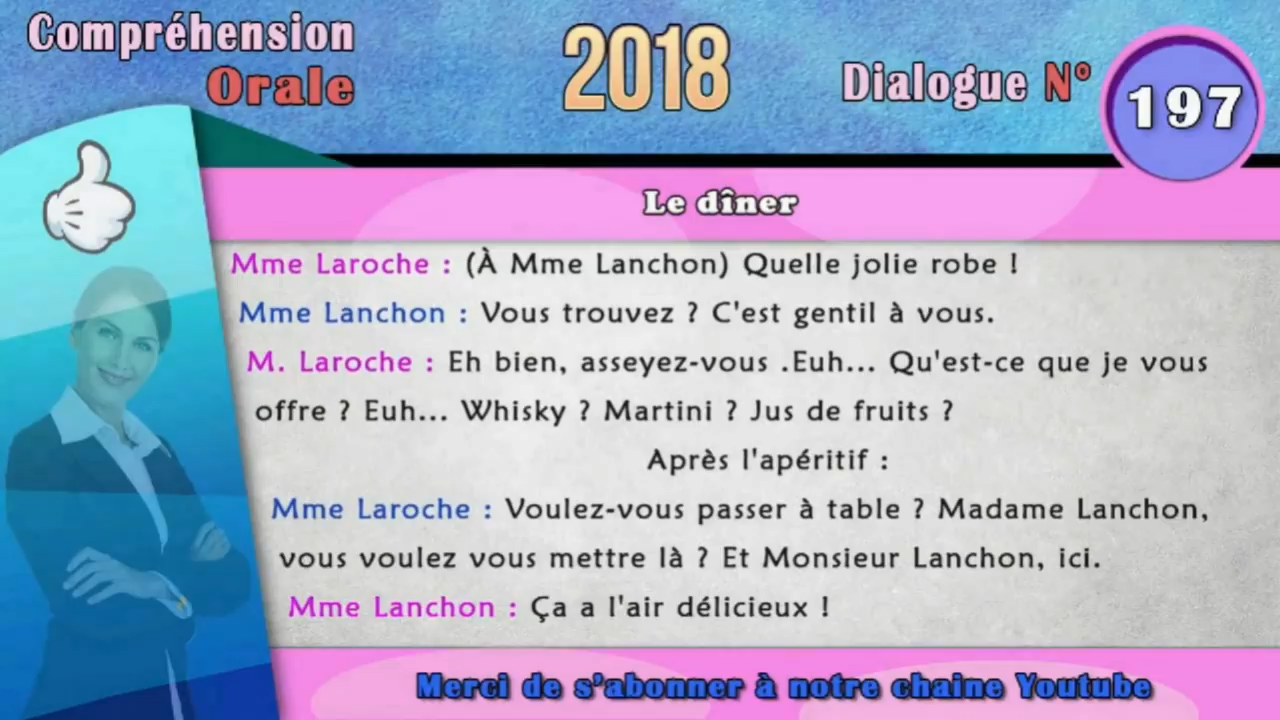 Compréhension
Orale
2018
Dialogue N°
197
Le dîner
Mme Laroche : (À Mme Lanchon) Quelle jolie robe !
Mme Lanchon : Vous trouvez ? C'est gentil à vous.
M. Laroche : Eh bien, asseyez-vous .Euh... Qu'est-ce que je vous
offre ? Euh... Whisky ? Martini ? Jus de fruits ?
Après l'apéritif :
Mme Laroche : Voulez-vous passer à table ? Madame Lanchon,
vous voulez vous mettre là ? Et Monsieur Lanchon, ici.
Mme Lanchon : Ça a l'air délicieux !
Merci de s'abonner à notre chaine Youtube